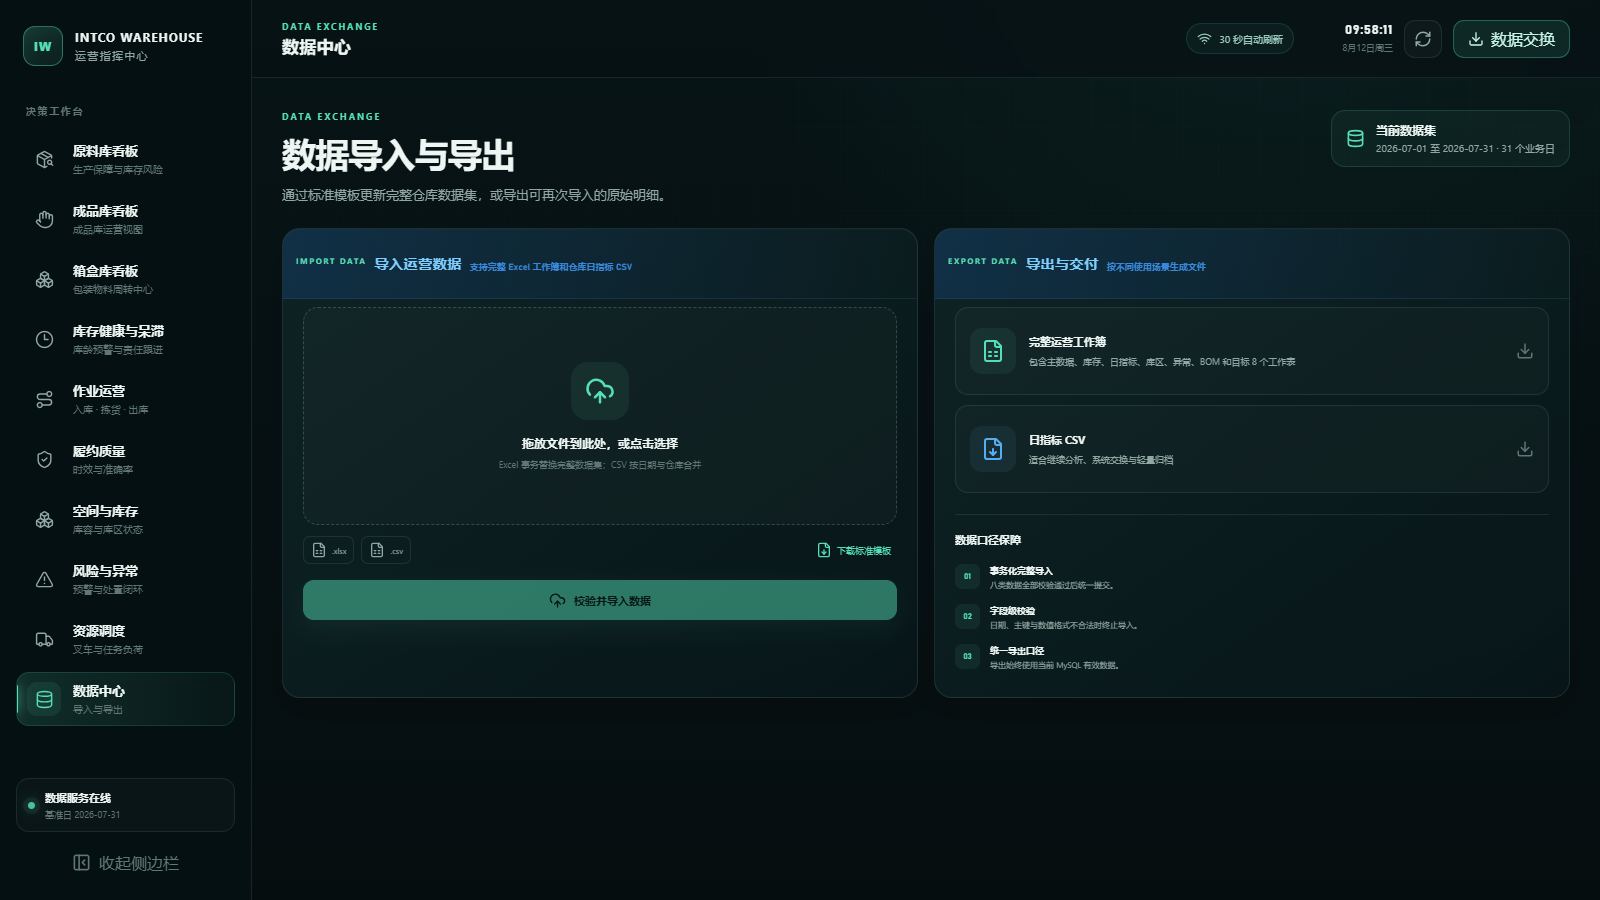 IW
INTCO WAREHOUSE
运营指挥中心
决策工作台
原料库看板
生产保障与库存风险
成品库看板
成品库运营视图
箱盒库看板
包装物料周转中心
库存健康与呆滞
库龄预警与责任跟进
作业运营
入库 · 拣货 · 出库
履约质量
时效与准确率
空间与库存
库容与库区状态
风险与异常
预警与处置闭环
资源调度
叉车与任务负荷
数据中心
导入与导出
数据服务在线
基准日 2026-07-31
收起侧边栏
DATA EXCHANGE
数据中心
30 秒自动刷新
09:58:11
8月12日周三
数据交换
DATA EXCHANGE
数据导入与导出
通过标准模板更新完整仓库数据集，或导出可再次导入的原始明细。
当前数据集
2026-07-01 至 2026-07-31 · 31 个业务日
IMPORT DATA 导入运营数据 支持完整 Excel 工作簿和仓库日指标 CSV
拖放文件到此处，或点击选择
Excel 事务替换完整数据集；CSV 按日期与仓库合并
.xlsx .csv 下载标准模板
校验并导入数据
EXPORT DATA 导出与交付 按不同使用场景生成文件
完整运营工作簿
包含主数据、库存、日指标、库区、异常、BOM 和目标 8 个工作表
日指标 CSV
适合继续分析、系统交换与轻量归档
数据口径保障
01 事务化完整导入
八类数据全部校验通过后统一提交。
02 字段级校验
日期、主键与数值格式不合法时终止导入。
03 统一导出口径
导出始终使用当前 MySQL 有效数据。